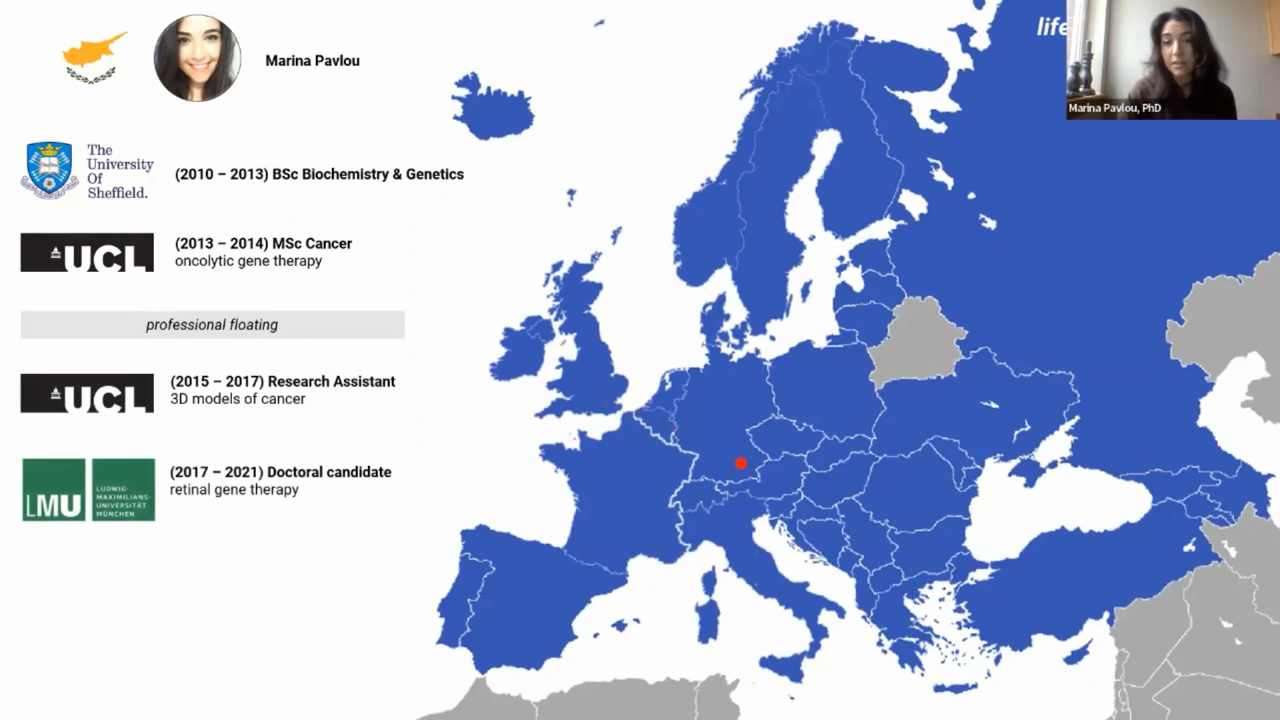 Marina Pavlou
life
Marina Pavlou, PhD
The
University
Of
Sheffield.
(2010 – 2013) BSc Biochemistry & Genetics
UCL
(2013 – 2014) MSc Cancer
oncolytic gene therapy
professional floating
UCL
(2015 – 2017) Research Assistant
3D models of cancer
LMU
LUDWIG-
MAXIMILIANS-
UNIVERSITÄT
MÜNCHEN
(2017 – 2021) Doctoral candidate
retinal gene therapy